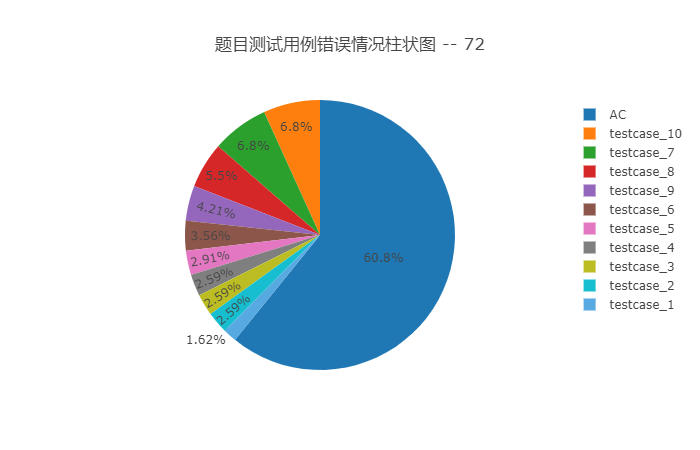 题目测试用例错误情况柱状图 -- 72
6.8%
6.8%
5.5%
4.21%
3.56%
2.91%
2.59%
2.59%
2.59%
1.62%
60.8%
AC
testcase_10
testcase_7
testcase_8
testcase_9
testcase_6
testcase_5
testcase_4
testcase_3
testcase_2
testcase_1